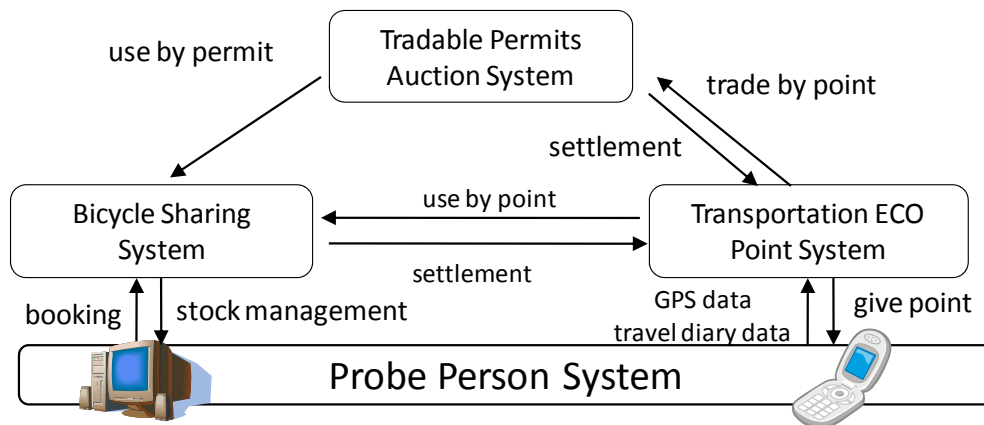 Tradable Permits
Auction System
use by permit
trade by point
settlement
Bicycle Sharing
System
use by point
settlement
Transportation ECO
Point System
booking
stock management
GPS data
travel diary data
give point
Probe Person System